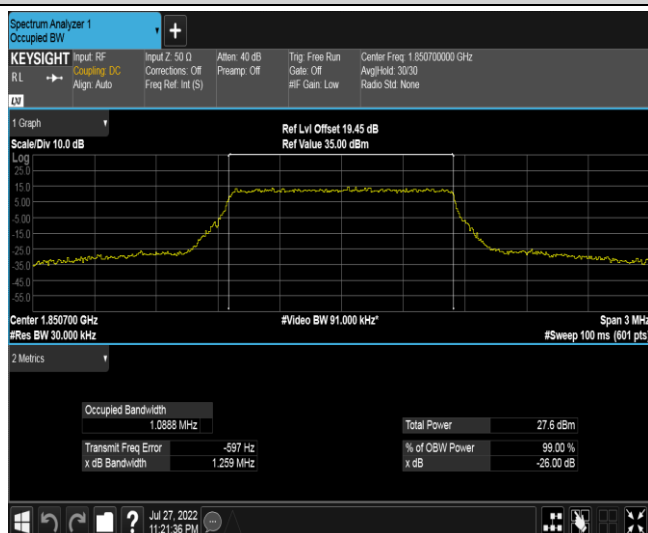 Spectrum Analyzer 1
Occupied BW
KEYSIGHT
R L
LXI
Input: RF
Coupling: DC
Align: Auto
Input Z: 50 Ω
Corrections: Off
Freq Ref: Int (S)
Atten: 40 dB
Preamp: Off
Trig: Free Run
Gate: Off
#IF Gain: Low
Center Freq: 1.850700000 GHz
Avg|Hold: 30/30
Radio Std: None
1 Graph
Scale/Div 10.0 dB
Ref Lvl Offset 19.45 dB
Ref Value 35.00 dBm
Log
25.0
15.0
5.00
-5.00
-15.0
-25.0
-35.0
-45.0
-55.0
Center 1.850700 GHz
#Res BW 30.000 kHz
#Video BW 91.000 kHz*
Span 3 MHz
#Sweep 100 ms (601 pts)
2 Metrics
Occupied Bandwidth
1.0888 MHz
Transmit Freq Error -597 Hz
x dB Bandwidth 1.259 MHz
Total Power 27.6 dBm
% of OBW Power 99.00 %
x dB -26.00 dB
Jul 27, 2022
11:21:36 PM